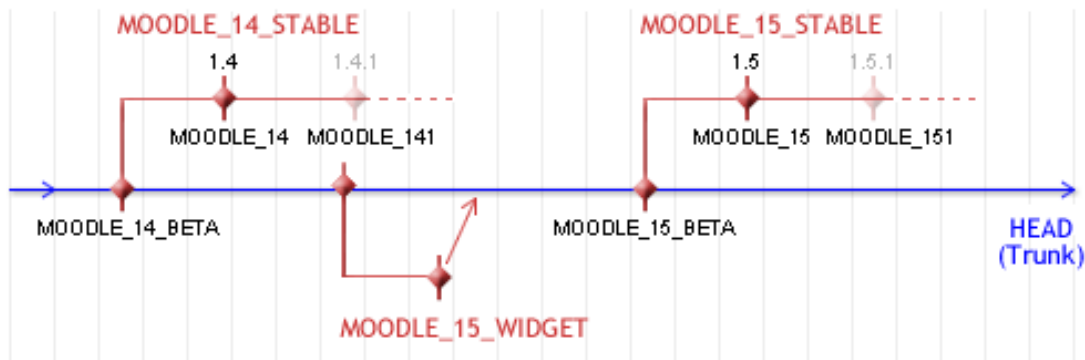 MOODLE_14_STABLE
MOODLE_15_STABLE
1.4
1.4.1
1.5
1.5.1
MOODLE_14
MOODLE_141
MOODLE_15
MOODLE_151
MOODLE_14_BETA
MOODLE_15_BETA
HEAD
(Trunk)
MOODLE_15_WIDGET